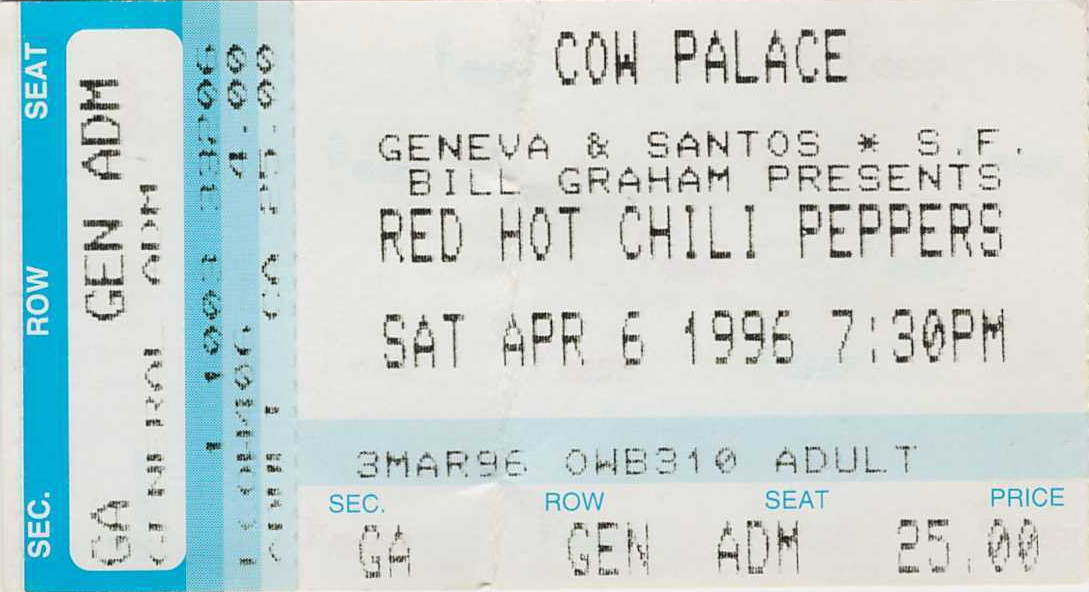 COW PALACE
GENEVA & SANTOS * S.F.
BILL GRAHAM PRESENTS
RED HOT CHILI PEPPERS
SAT APR 6 1996 7:30PM
3MAR96 OWB310 ADULT
SEC. ROW SEAT PRICE
GA GEN ADM 25.00
SEC. ROW SEAT
GA GEN ADM